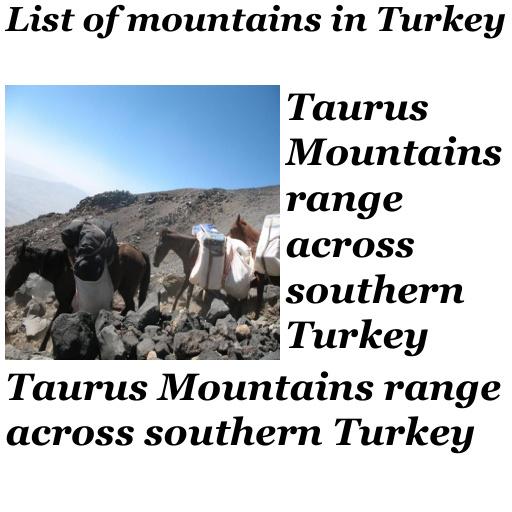 List of mountains in Turkey
Taurus
Mountains
range
across
southern
Turkey
Taurus Mountains range
across southern Turkey